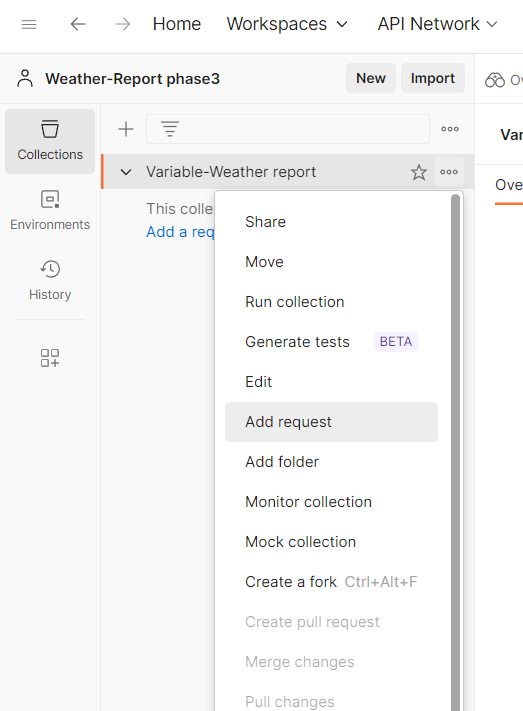 Home Workspaces API Network
Weather-Report phase3 New Import
Collections
Variable-Weather report
This colle
Add a req
Environments
History
Share
Move
Run collection
Generate tests BETA
Edit
Add request
Add folder
Monitor collection
Mock collection
Create a fork Ctrl+Alt+F
Create pull request
Merge changes
Pull changes
Ov
Var
Ove